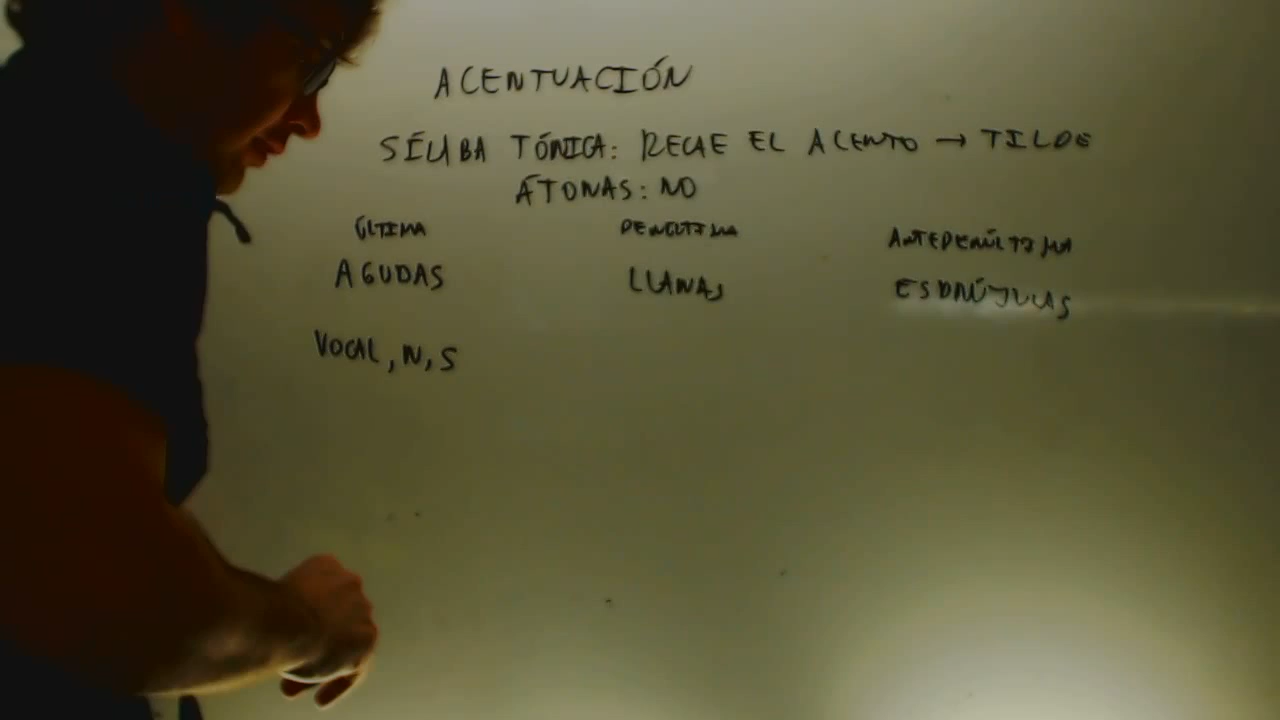 ACENTUACIÓN
SÍLABA TÓNICA: RECAE EL ACENTO → TILDE
ÁTONAS: NO
ÚLTIMA PENÚLTIMA ANTEPENÚLTIMA
AGUDAS LLANAS ESDRÚJULAS
VOCAL, N, S